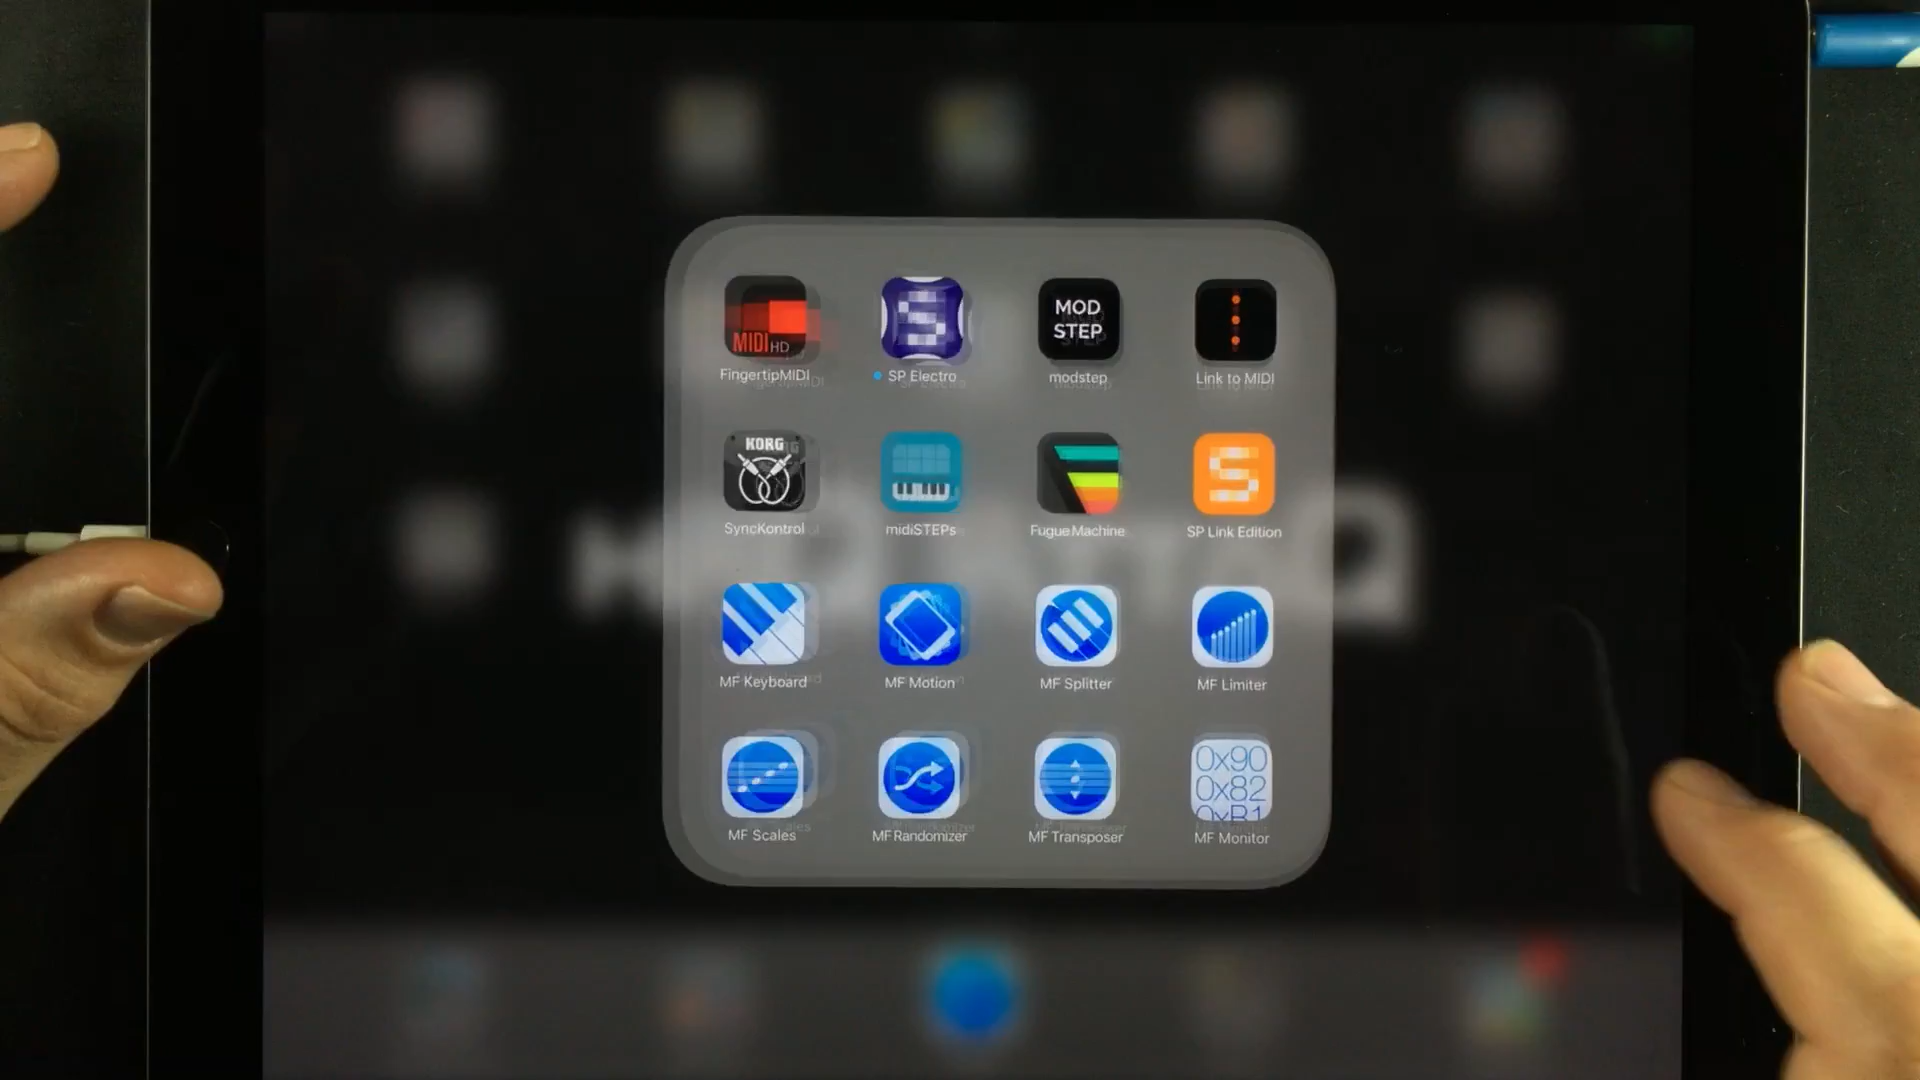 MIDI HD
FingertipMIDI
SP Electro
MOD
STEP
modstep
Link to MIDI
KORG
SyncKontrol
midiSTEPs
Fugue Machine
S
SP Link Edition
MF Keyboard
MF Motion
MF Splitter
MF Limiter
MF Scales
MF Randomizer
MF Transposer
0x90
0x82
0xB1
MF Monitor